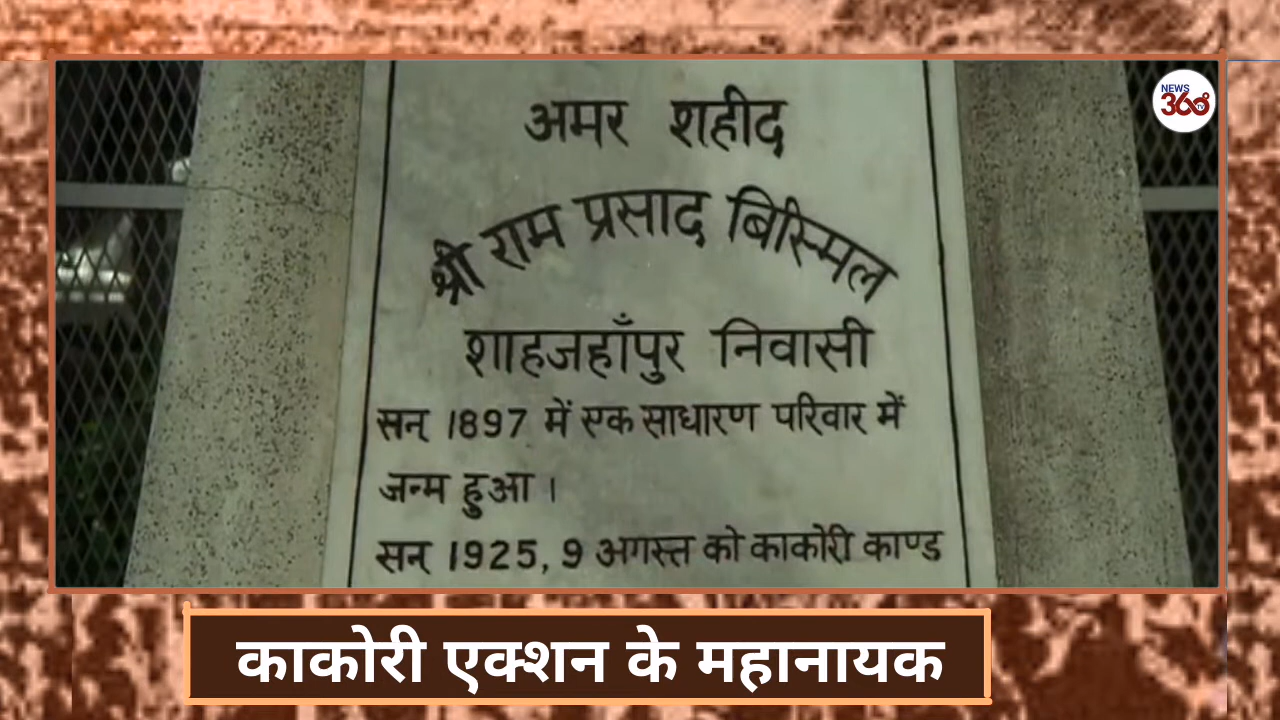 NEWS
360
TV
अमर शहीद
श्री राम प्रसाद बिस्मिल
शाहजहाँपुर निवासी
सन् 1897 में एक साधारण परिवार में
जन्म हुआ।
सन् 1925, 9 अगस्त को काकोरी काण्ड
काकोरी एक्शन के महानायक